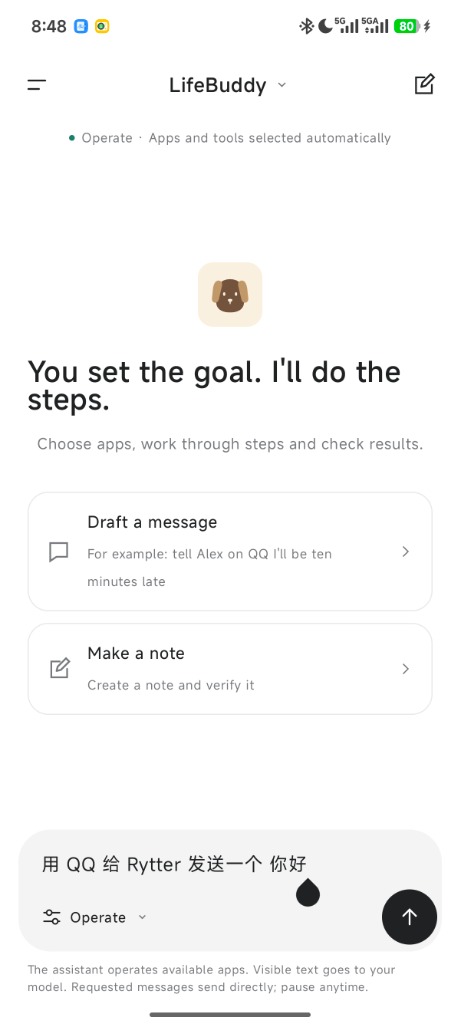 8:48
5G 5GA 80
LifeBuddy
Operate · Apps and tools selected automatically
You set the goal. I'll do the
steps.
Choose apps, work through steps and check results.
Draft a message
For example: tell Alex on QQ I'll be ten
minutes late
Make a note
Create a note and verify it
用 QQ 给 Rytter 发送一个 你好
Operate
The assistant operates available apps. Visible text goes to your
model. Requested messages send directly; pause anytime.